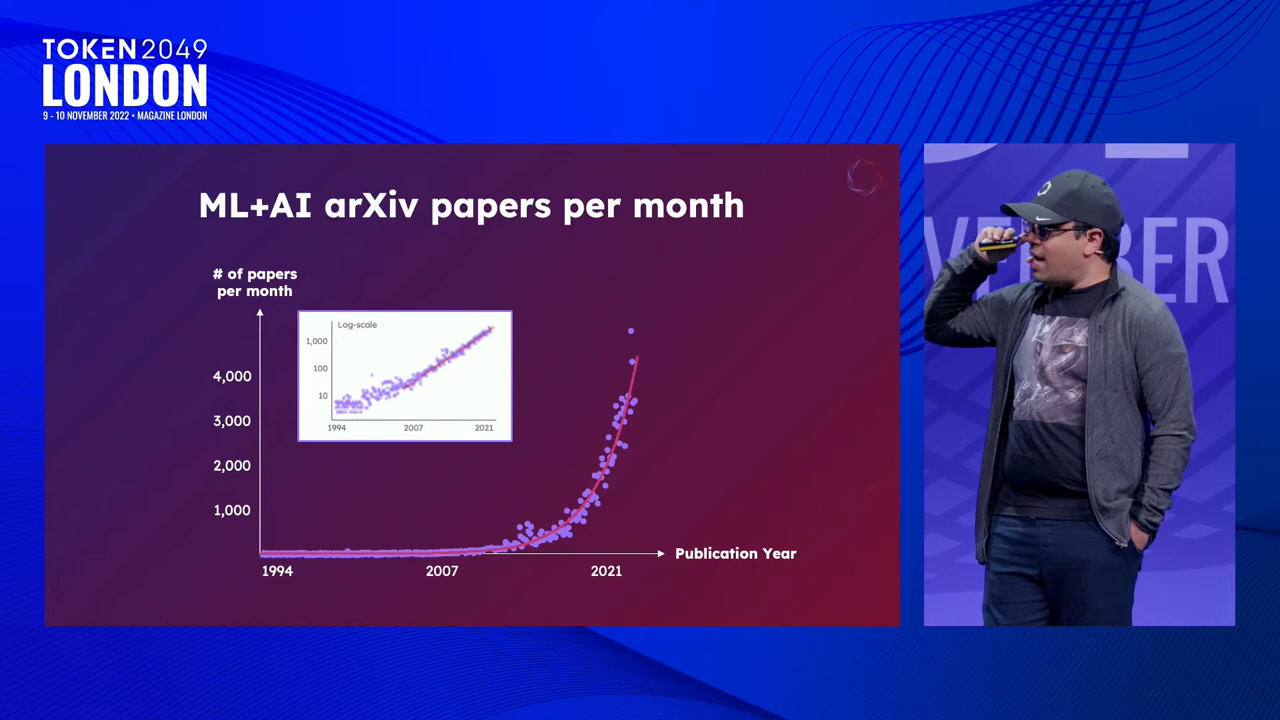 TOKEN2049
LONDON
9 - 10 NOVEMBER 2022 • MAGAZINE LONDON
ML+AI arXiv papers per month
# of papers
per month
Log-scale
1,000
100
10
1994
2007
2021
4,000
3,000
2,000
1,000
1994
2007
2021
Publication Year
VEMBER